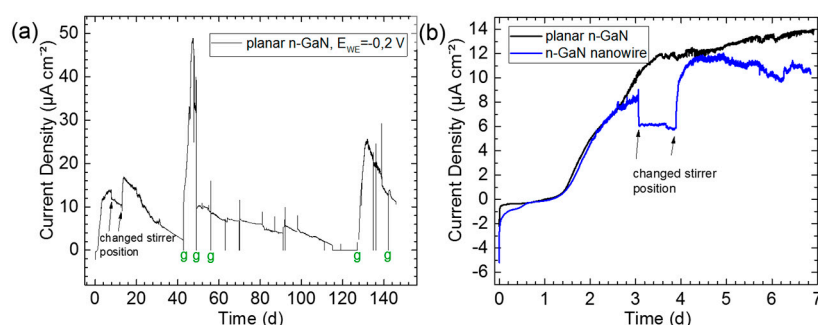 (a)
planar n-GaN, E_WE=-0,2 V
Current Density (µA cm⁻²)
50
40
30
20
10
0
changed stirrer
position
g g g g g
0 20 40 60 80 100 120 140
Time (d)
(b)
planar n-GaN
n-GaN nanowire
Current Density (µA cm⁻²)
14
12
10
8
6
4
2
0
-2
-4
-6
changed stirrer
position
0 1 2 3 4 5 6 7
Time (d)